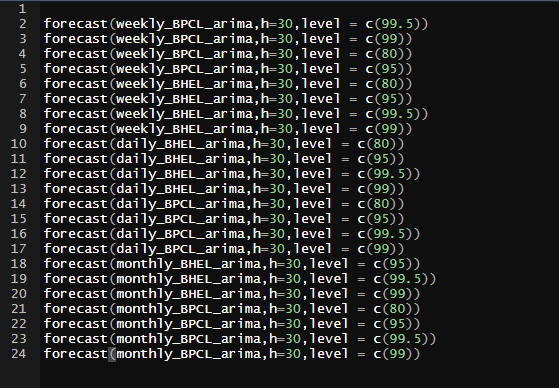 1
2 forecast(weekly_BPCL_arima,h=30,level = c(99.5))
3 forecast(weekly_BPCL_arima,h=30,level = c(99))
4 forecast(weekly_BPCL_arima,h=30,level = c(80))
5 forecast(weekly_BPCL_arima,h=30,level = c(95))
6 forecast(weekly_BHEL_arima,h=30,level = c(80))
7 forecast(weekly_BHEL_arima,h=30,level = c(95))
8 forecast(weekly_BHEL_arima,h=30,level = c(99.5))
9 forecast(weekly_BHEL_arima,h=30,level = c(99))
10 forecast(daily_BHEL_arima,h=30,level = c(80))
11 forecast(daily_BHEL_arima,h=30,level = c(95))
12 forecast(daily_BHEL_arima,h=30,level = c(99.5))
13 forecast(daily_BHEL_arima,h=30,level = c(99))
14 forecast(daily_BPCL_arima,h=30,level = c(80))
15 forecast(daily_BPCL_arima,h=30,level = c(95))
16 forecast(daily_BPCL_arima,h=30,level = c(99.5))
17 forecast(daily_BPCL_arima,h=30,level = c(99))
18 forecast(monthly_BHEL_arima,h=30,level = c(95))
19 forecast(monthly_BHEL_arima,h=30,level = c(99.5))
20 forecast(monthly_BHEL_arima,h=30,level = c(99))
21 forecast(monthly_BPCL_arima,h=30,level = c(80))
22 forecast(monthly_BPCL_arima,h=30,level = c(95))
23 forecast(monthly_BPCL_arima,h=30,level = c(99.5))
24 forecast(monthly_BPCL_arima,h=30,level = c(99))